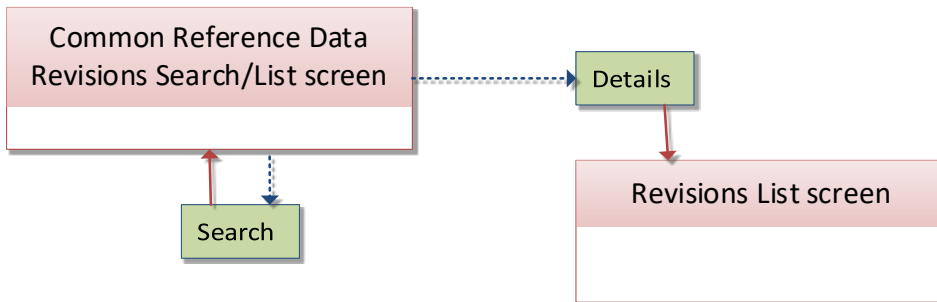 Common Reference Data
Revisions Search/List screen
Details
Revisions List screen
Search